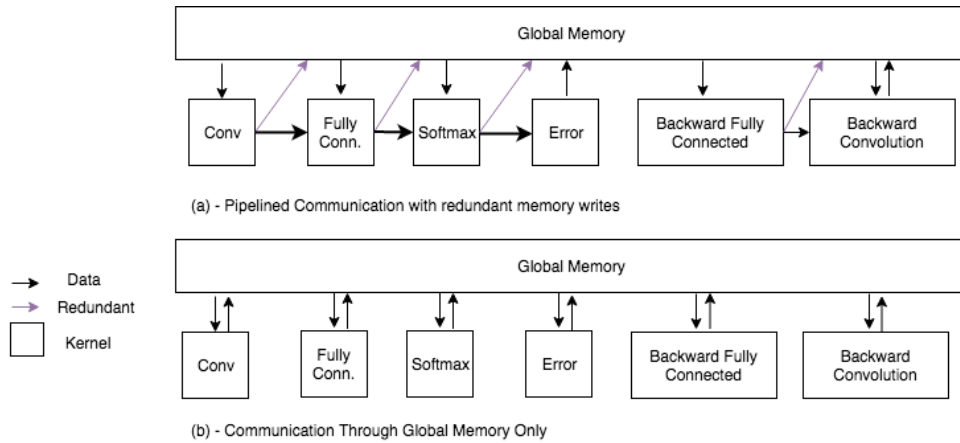 Global Memory
Conv
Fully
Conn.
Softmax
Error
Backward Fully
Connected
Backward
Convolution
(a) - Pipelined Communication with redundant memory writes
Global Memory
Data
Redundant
Kernel
Conv
Fully
Conn.
Softmax
Error
Backward Fully
Connected
Backward
Convolution
(b) - Communication Through Global Memory Only